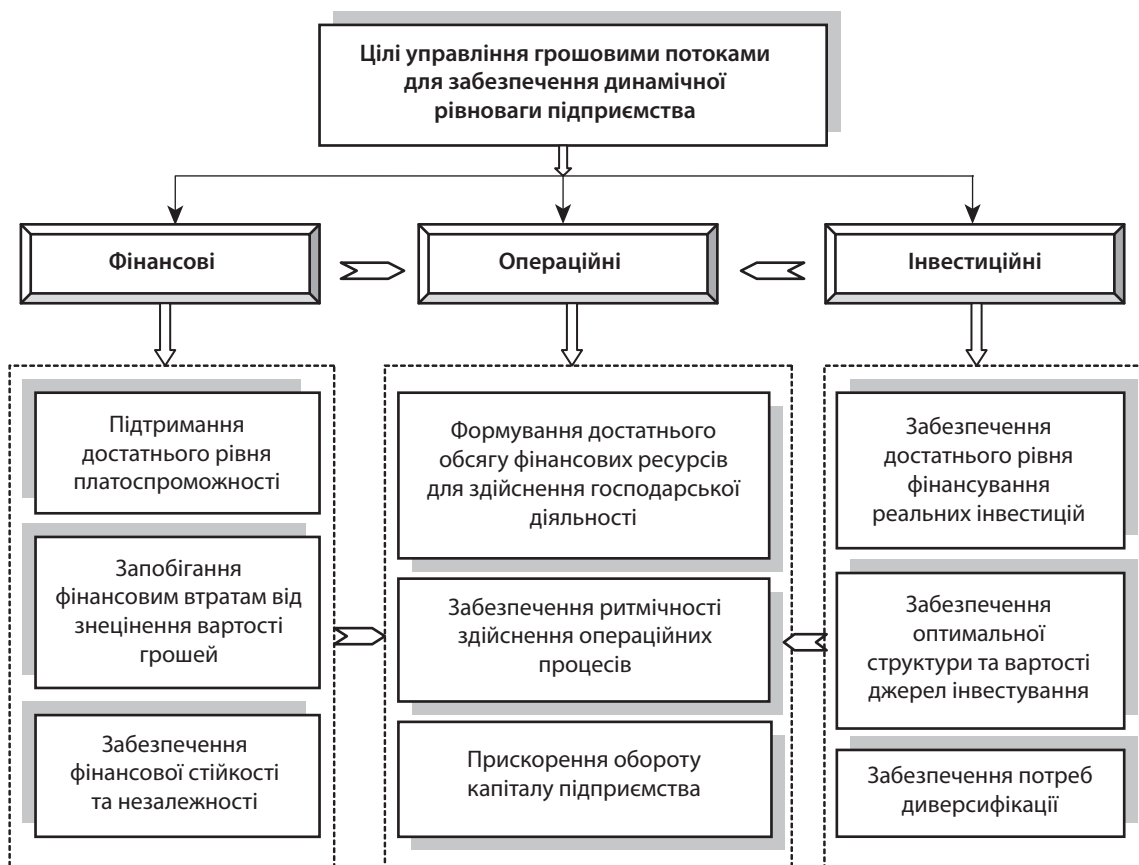 Цілі управління грошовими потоками
для забезпечення динамічної
рівноваги підприємства
Фінансові
Операційні
Інвестиційні
Підтримання
достатнього рівня
платоспроможності
Запобігання
фінансовим втратам від
знецінення вартості
грошей
Забезпечення
фінансової стійкості
та незалежності
Формування достатнього
обсягу фінансових ресурсів
для здійснення господарської
діяльності
Забезпечення ритмічності
здійснення операційних
процесів
Прискорення обороту
капіталу підприємства
Забезпечення
достатнього рівня
фінансування
реальних інвестицій
Забезпечення
оптимальної
структури та вартості
джерел інвестування
Забезпечення потреб
диверсифікації